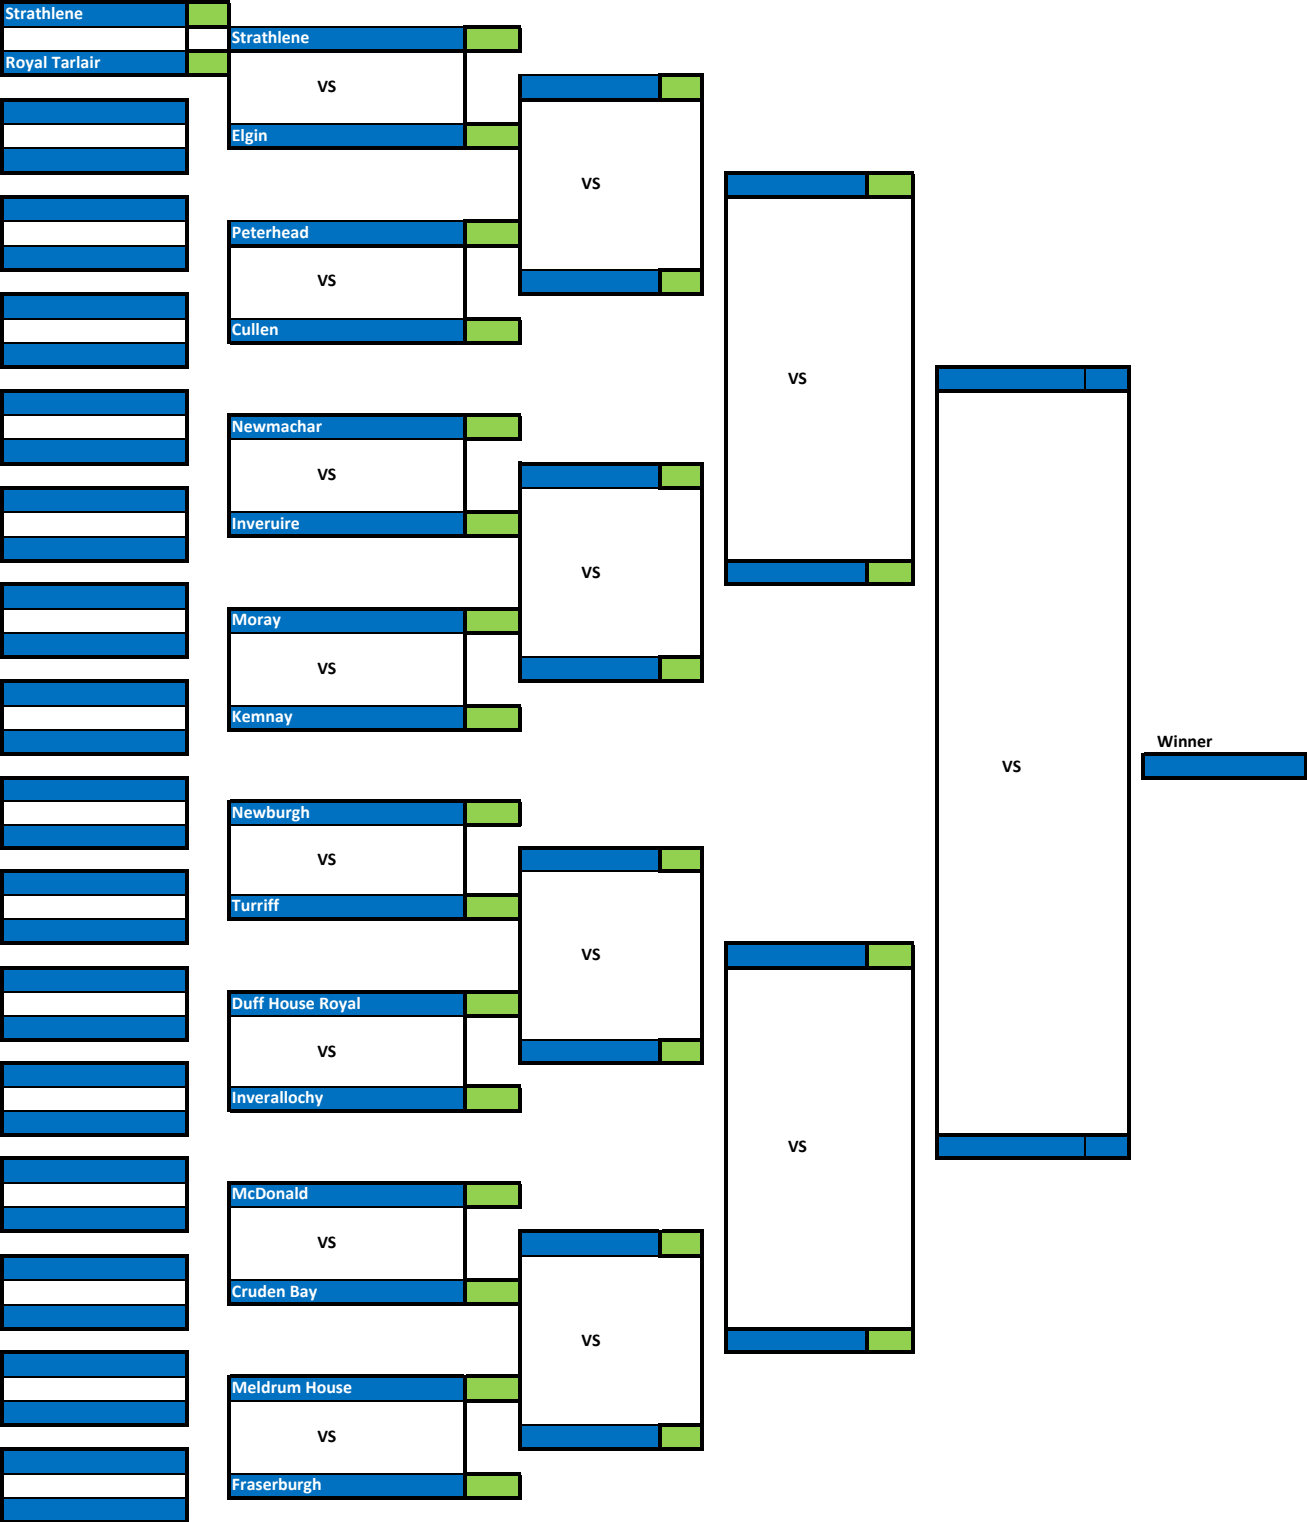 Strathlene
Royal Tarlair
Strathlene
VS
Elgin
Peterhead
VS
Cullen
Newmachar
VS
Inveruire
Moray
VS
Kemnay
Newburgh
VS
Turriff
Duff House Royal
VS
Inverallochy
McDonald
VS
Cruden Bay
Meldrum House
VS
Fraserburgh
VS
VS
VS
VS
VS
VS
VS
Winner